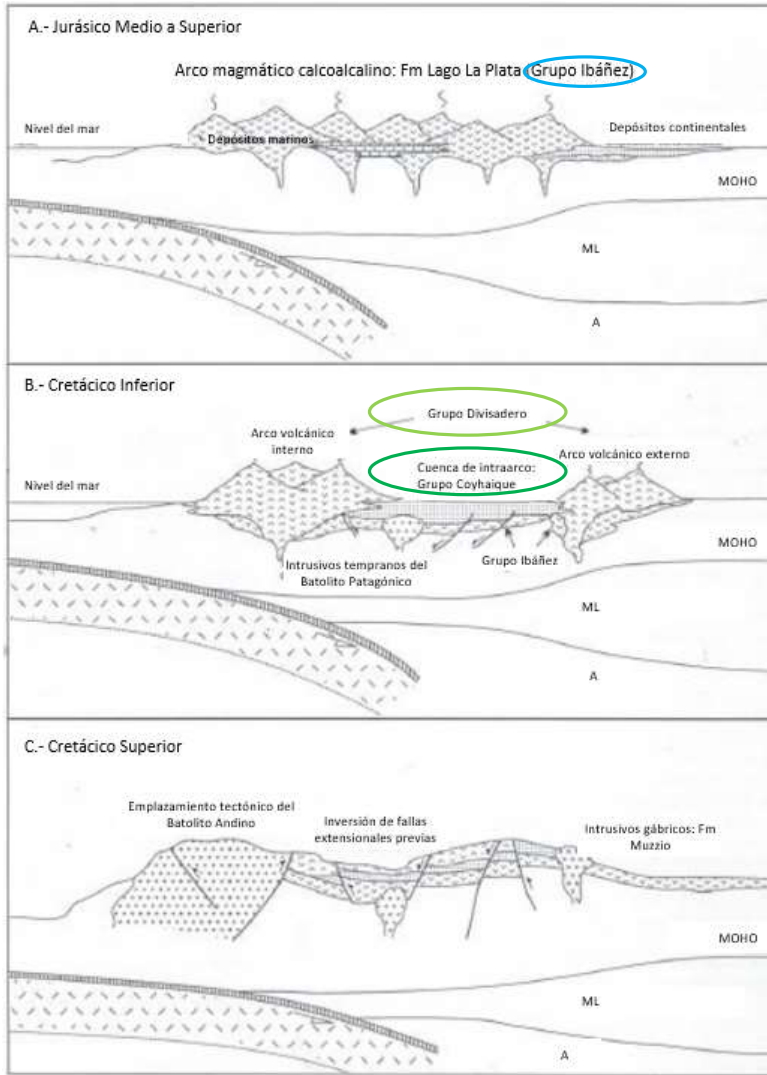 A.- Jurásico Medio a Superior
Arco magmático calcoalcalino: Fm Lago La Plata (Grupo Ibáñez)
Nivel del mar
Depósitos marinos
Depósitos continentales
MOHO
ML
A
B.- Cretácico Inferior
Grupo Divisadero
Arco volcánico
interno
Arco volcánico externo
Cuenca de intraarco:
Grupo Coyhaique
Nivel del mar
MOHO
Intrusivos tempranos del
Batolito Patagónico
Grupo Ibáñez
ML
A
C.- Cretácico Superior
Emplazamiento tectónico del
Batolito Andino
Inversión de fallas
extensionales previas
Intrusivos gábricos: Fm
Muzzio
MOHO
ML
A